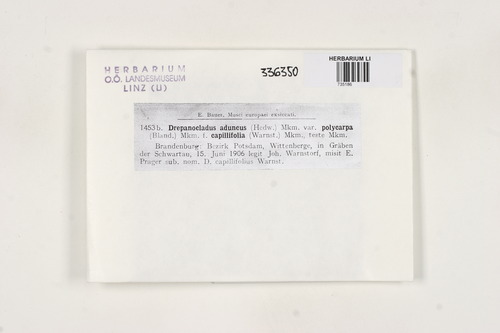 HERBARIUM
O.Ö. LANDESMUSEUM
LINZ (LI)
336350
HERBARIUM LI
E. Bauer, Musci europaei exsiccati.
1453b. Drepanocladus aduncus (Hedw.) Mkm. var. polycarpa
(Bland.) Mkm. f. capillifolia (Warnst.) Mkm., teste Mkm.
Brandenburg: Bezirk Potsdam, Wittenberge, in Gräben
der Schwartau, 15. Juni 1906 legit Joh. Warnstorf, misit E.
Prager sub. nom. D. capillifolius Warnst.